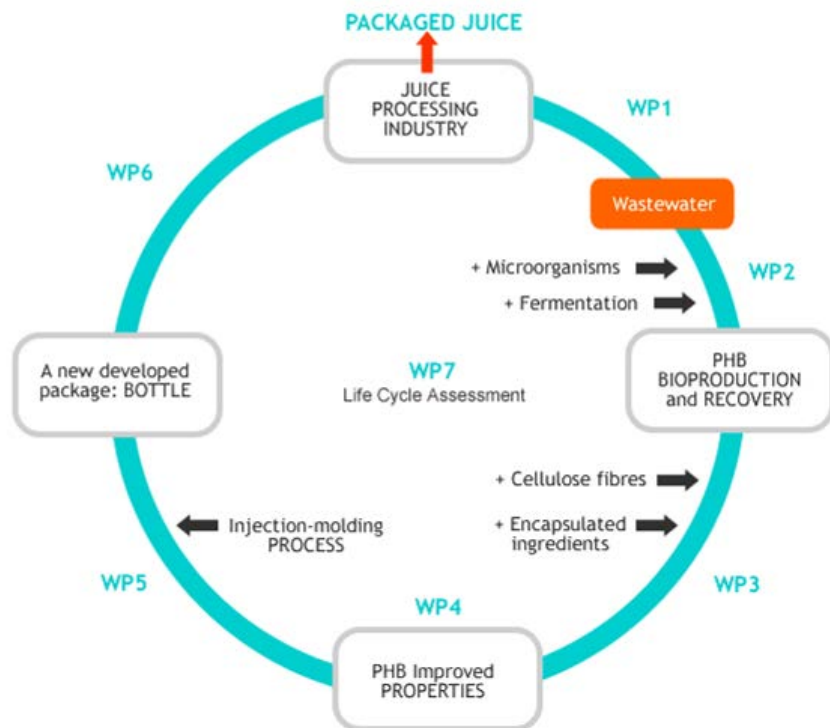 PACKAGED JUICE
JUICE
PROCESSING
INDUSTRY
WP1
WP6
Wastewater
+ Microorganisms
WP2
+ Fermentation
A new developed
package: BOTTLE
WP7
Life Cycle Assessment
PHB
BIOPRODUCTION
and RECOVERY
+ Cellulose fibres
+ Encapsulated
ingredients
Injection-molding
PROCESS
WP5
WP4
WP3
PHB Improved
PROPERTIES